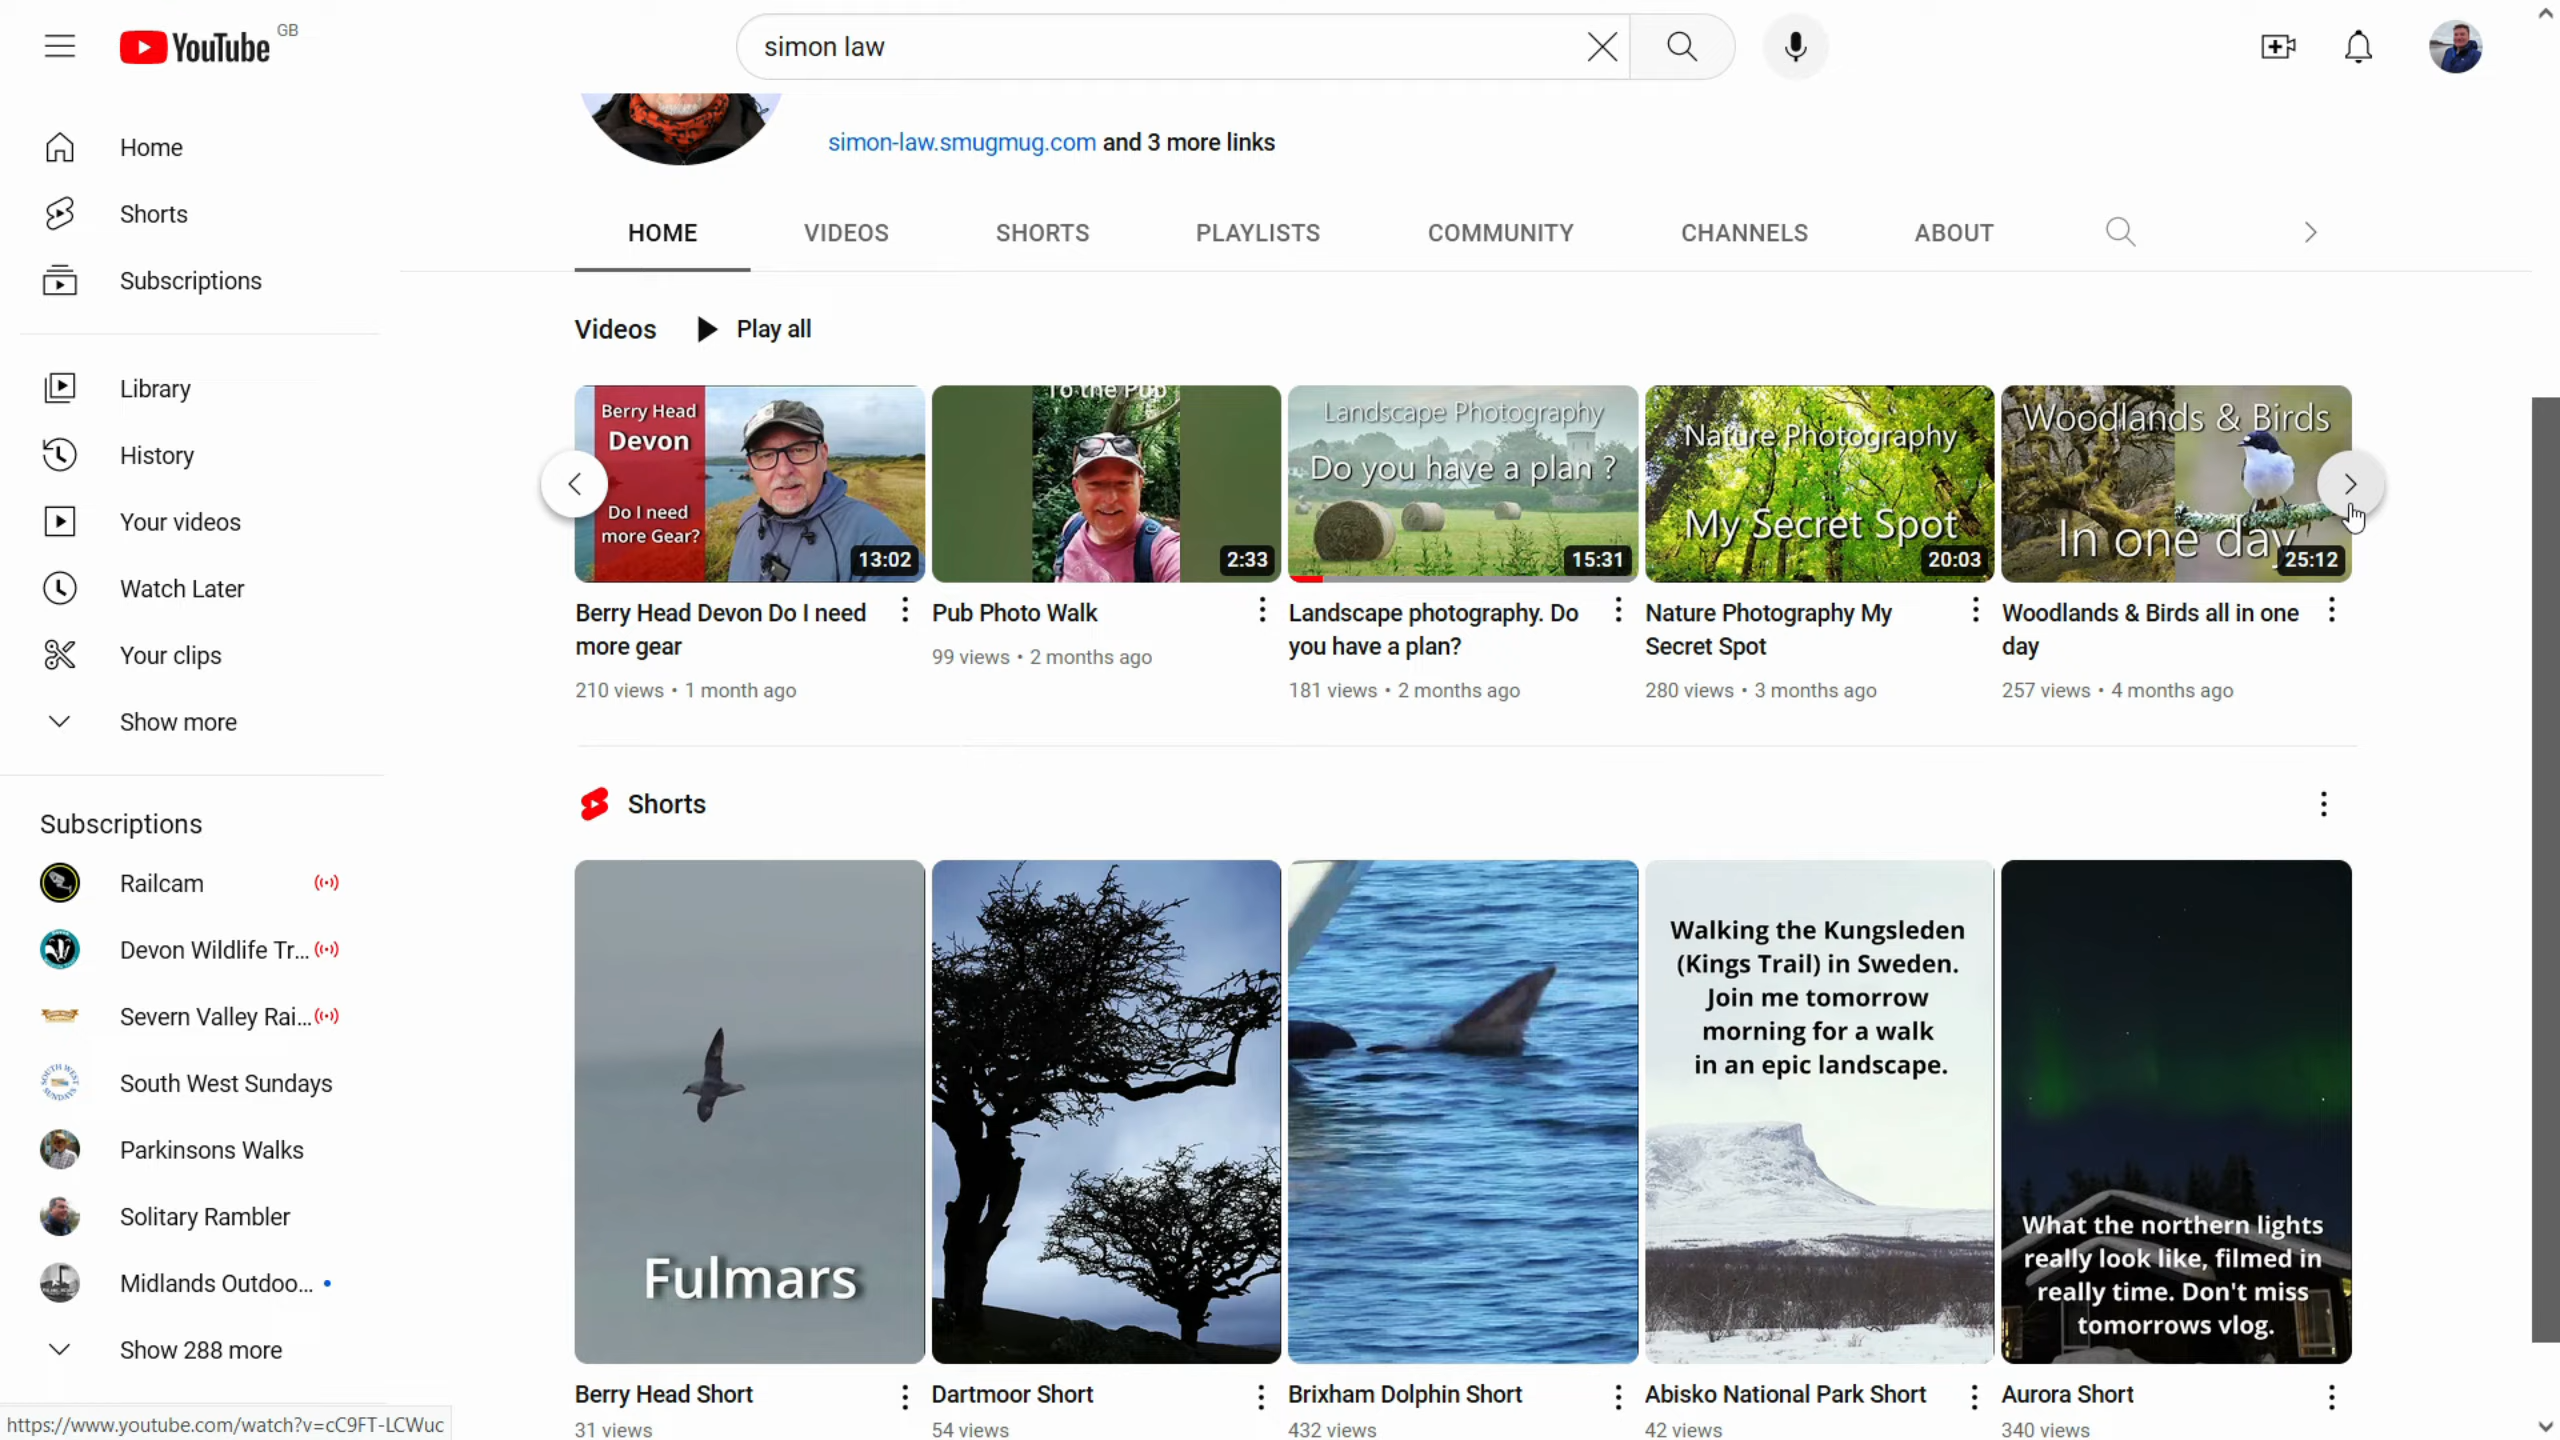 YouTube GB
simon law
Home
Shorts
Subscriptions
Library
History
Your videos
Watch Later
Your clips
Show more
Subscriptions
Railcam
Devon Wildlife Tr...
Severn Valley Rai...
South West Sundays
Parkinsons Walks
Solitary Rambler
Midlands Outdoo...
Show 288 more
https://www.youtube.com/watch?v=cC9FT-LCWuc
simon-law.smugmug.com and 3 more links
HOME VIDEOS SHORTS PLAYLISTS COMMUNITY CHANNELS ABOUT
Videos Play all
Berry Head
Devon
Do I need
more Gear?
13:02
Berry Head Devon Do I need
more gear
210 views • 1 month ago
To the Pub
2:33
Pub Photo Walk
99 views • 2 months ago
Landscape Photography
Do you have a plan ?
15:31
Landscape photography. Do
you have a plan?
181 views • 2 months ago
Nature Photography
My Secret Spot
20:03
Nature Photography My
Secret Spot
280 views • 3 months ago
Woodlands & Birds
In one day
25:12
Woodlands & Birds all in one
day
257 views • 4 months ago
Shorts
Fulmars
Berry Head Short
31 views
Dartmoor Short
54 views
Brixham Dolphin Short
432 views
Walking the Kungsleden
(Kings Trail) in Sweden.
Join me tomorrow
morning for a walk
in an epic landscape.
Abisko National Park Short
42 views
What the northern lights
really look like, filmed in
really time. Don't miss
tomorrows vlog.
Aurora Short
340 views